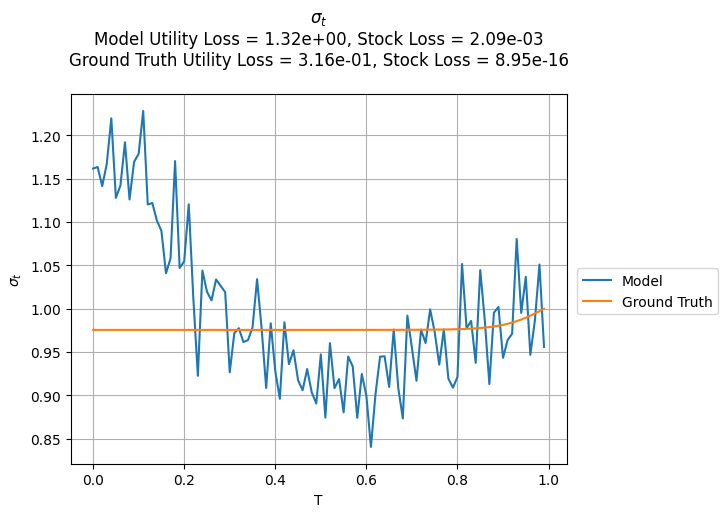 σₜ
Model Utility Loss = 1.32e+00, Stock Loss = 2.09e-03
Ground Truth Utility Loss = 3.16e-01, Stock Loss = 8.95e-16
1.20
1.15
1.10
1.05
1.00
0.95
0.90
0.85
σₜ
0.0 0.2 0.4 0.6 0.8 1.0
T
Model
Ground Truth